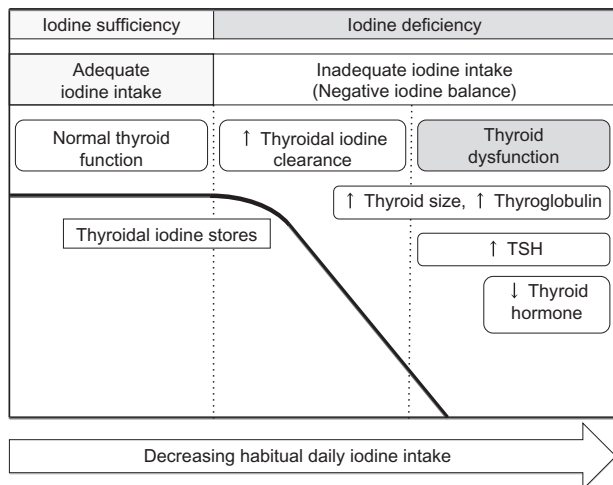 Iodine sufficiency
Iodine deficiency
Adequate
iodine intake
Inadequate iodine intake
(Negative iodine balance)
Normal thyroid
function
↑ Thyroidal iodine
clearance
Thyroid
dysfunction
↑ Thyroid size, ↑ Thyroglobulin
Thyroidal iodine stores
↑ TSH
↓ Thyroid
hormone
Decreasing habitual daily iodine intake